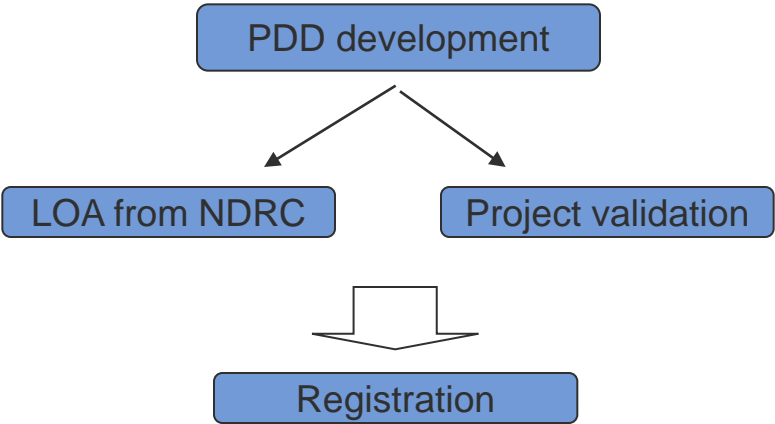 PDD development
LOA from NDRC
Project validation
Registration